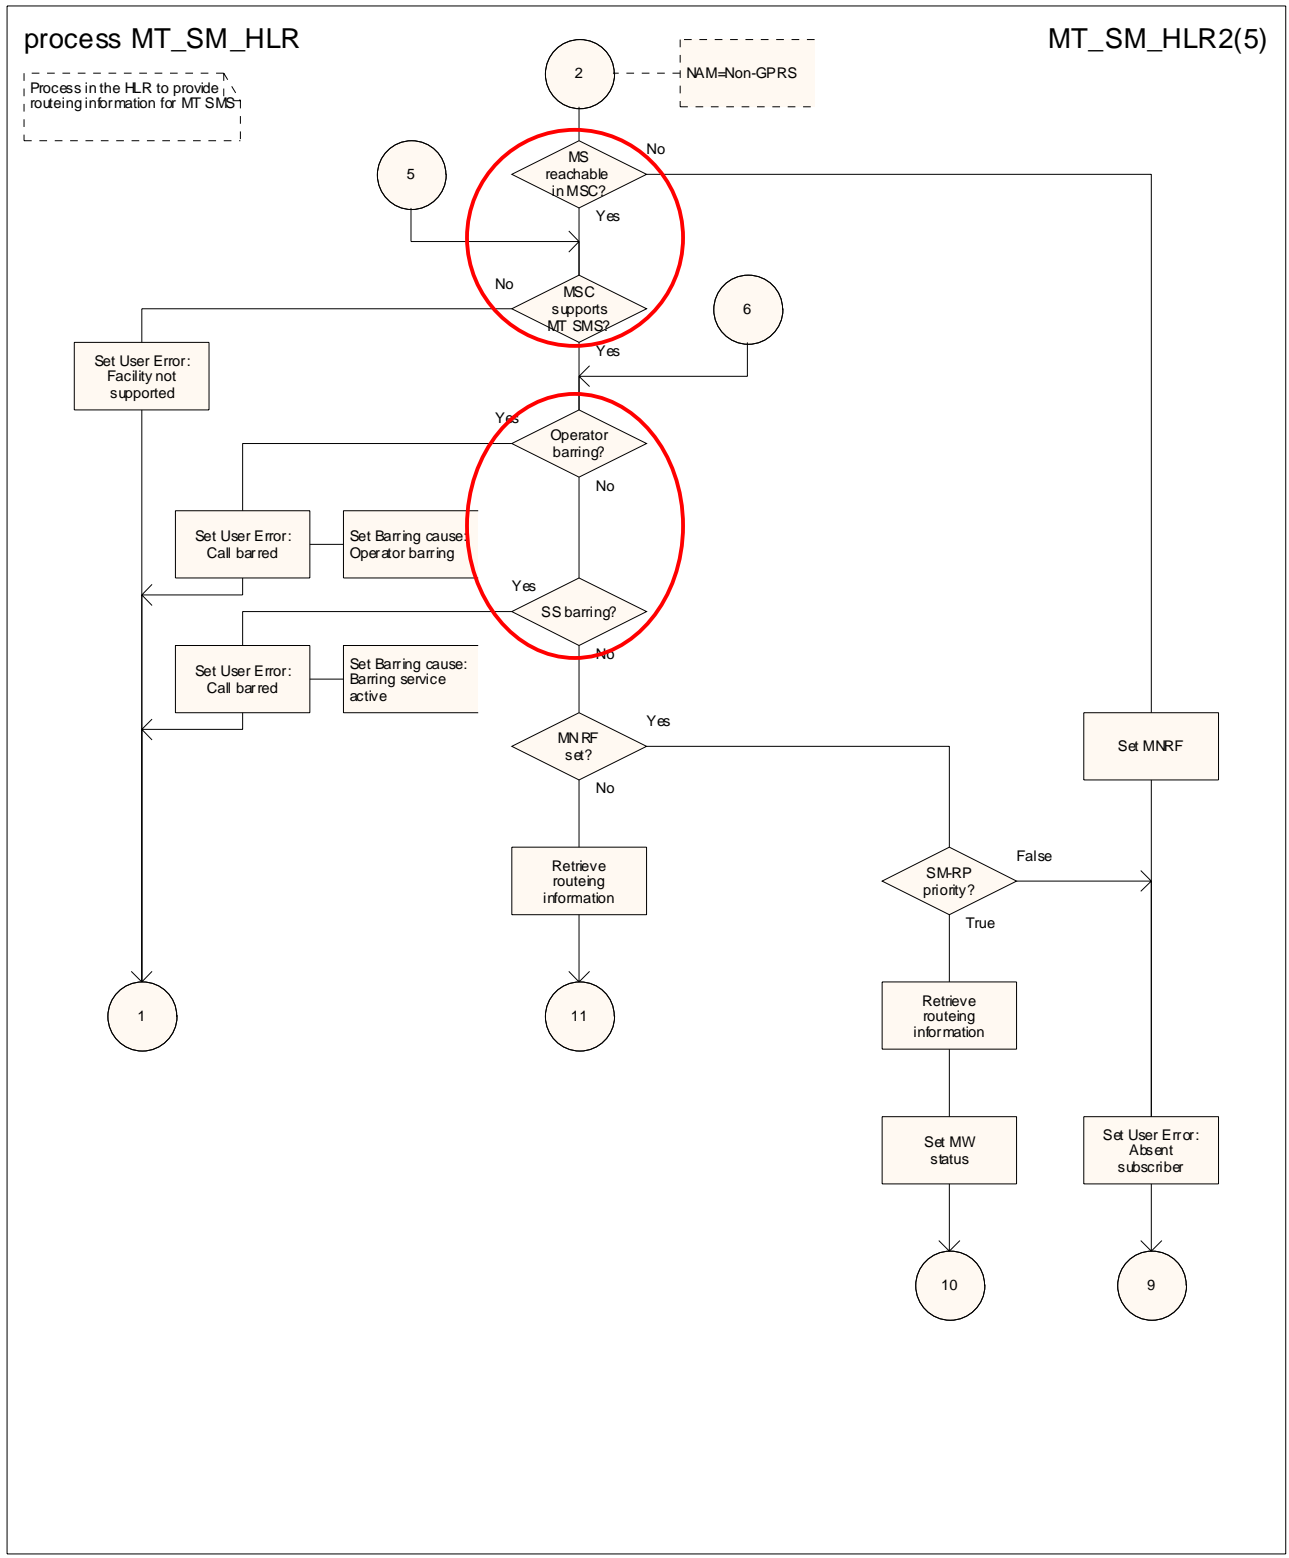 process MT_SM_HLR
MT_SM_HLR2(5)
Process in the HLR to provide
routeing information for MT SMS
2
NAM=Non-GPRS
MS
reachable
in MSC?
No
Yes
5
No
MSC
supports
MT SMS?
Yes
6
Set User Error:
Facility not
supported
Yes
Operator
barring?
No
Set User Error:
Call barred
Set Barring cause:
Operator barring
Yes
SS barring?
No
Set User Error:
Call barred
Set Barring cause:
Barring service
active
MNRF
set?
Yes
No
Set MNRF
Retrieve
routeing
information
SM-RP
priority?
False
True
1
11
Retrieve
routeing
information
Set MW
status
Set User Error:
Absent
subscriber
10
9